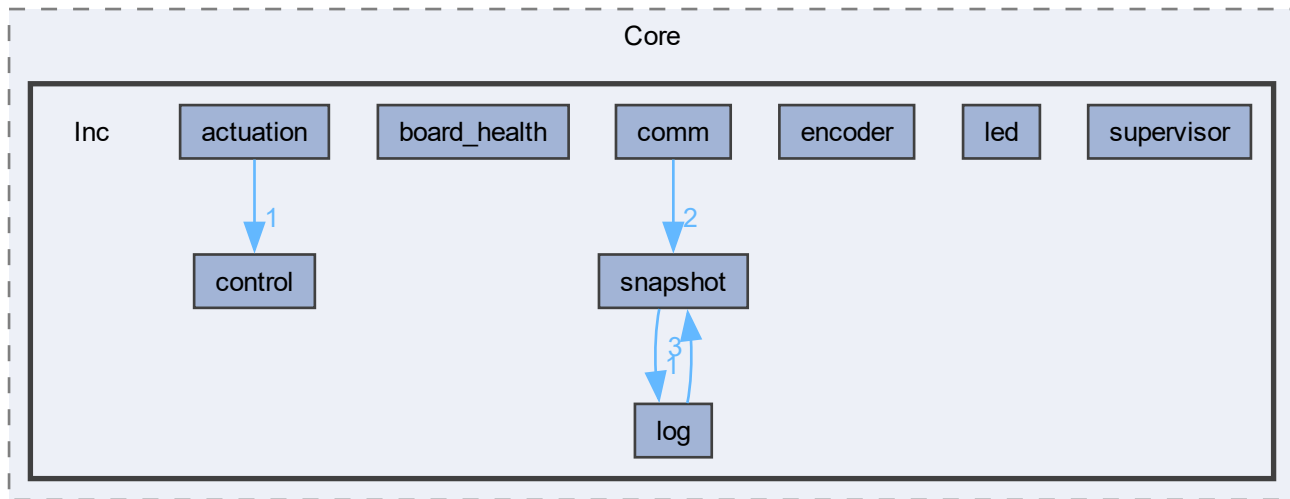 Core
Inc
actuation
board_health
comm
encoder
led
supervisor
1
2
control
snapshot
3
1
log